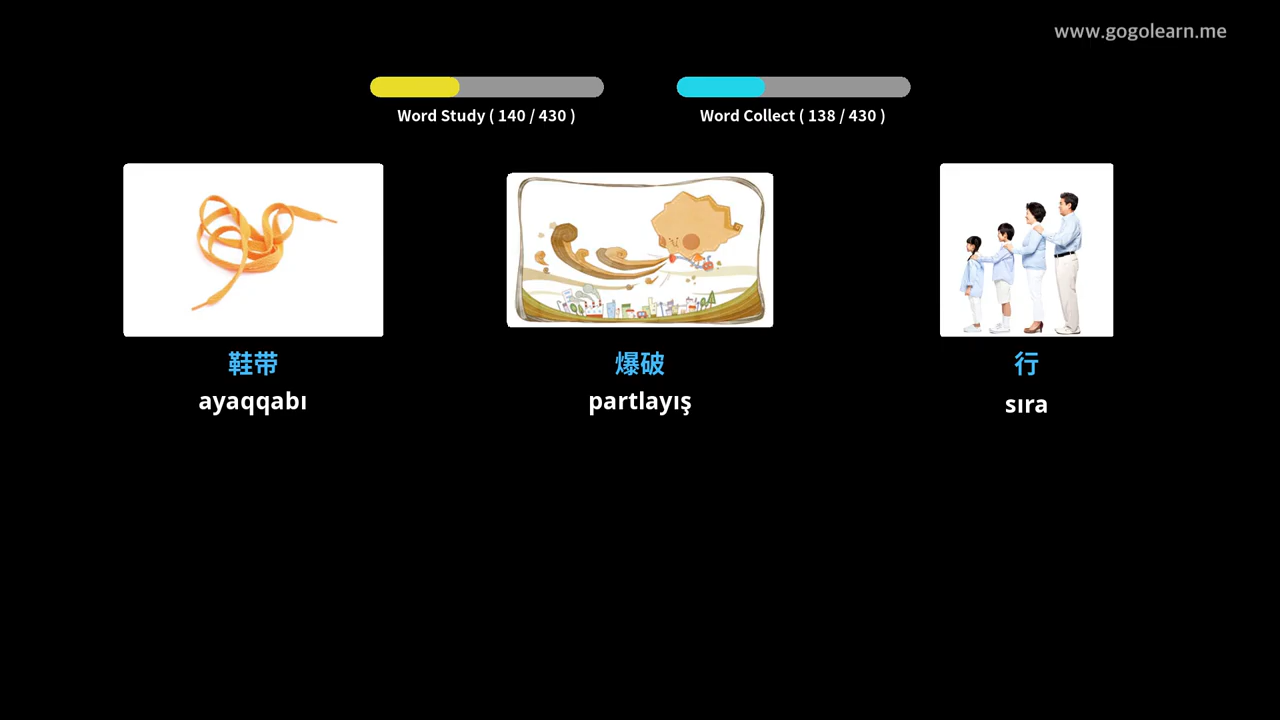 www.gogolearn.me
Word Study ( 140 / 430 )
Word Collect ( 138 / 430 )
鞋带
爆破
行
ayaqqabı
partlayış
sıra